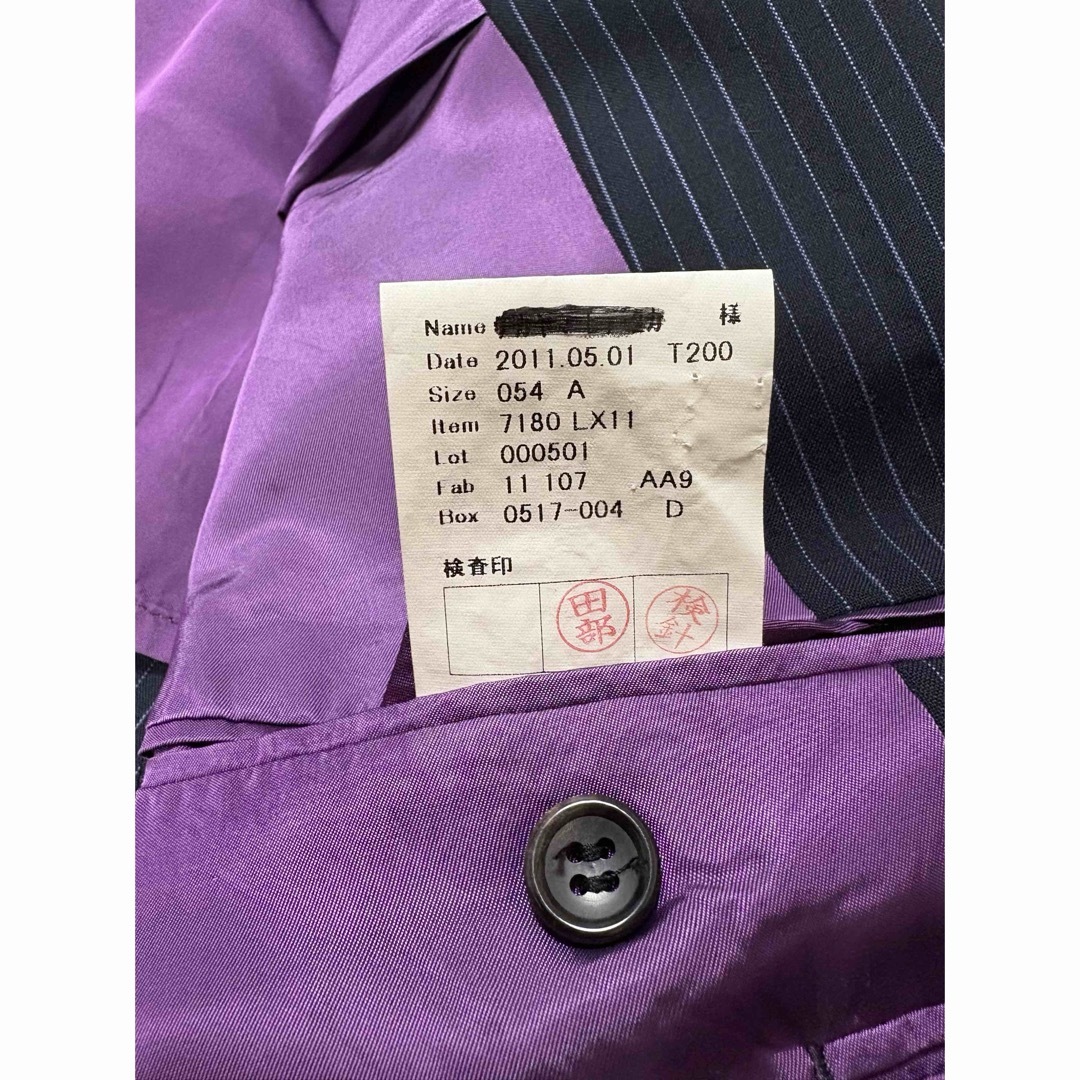 Name 様
Date 2011.05.01 T200
Size 054 A
Item 7180 LX11
Lot 000501
Fab 11 107 AA9
Box 0517-004 D
検査印
田部
検針